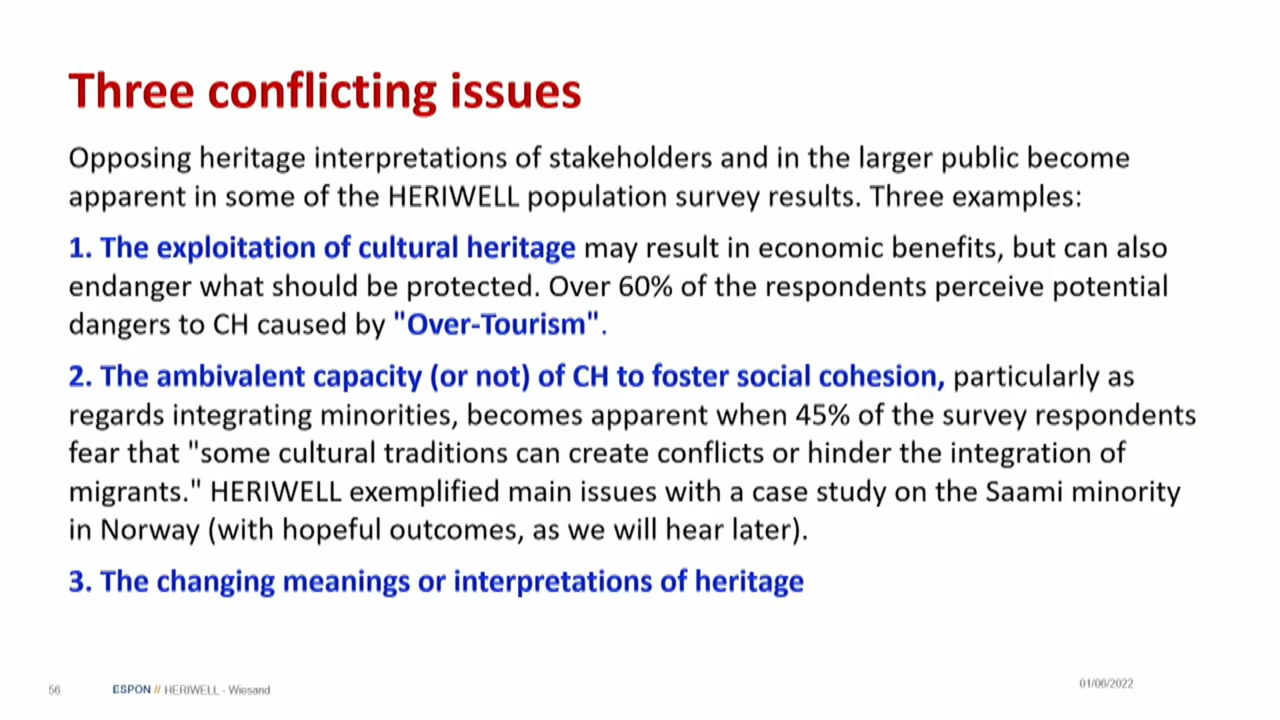 Three conflicting issues
Opposing heritage interpretations of stakeholders and in the larger public become
apparent in some of the HERIWELL population survey results. Three examples:
1. The exploitation of cultural heritage may result in economic benefits, but can also
endanger what should be protected. Over 60% of the respondents perceive potential
dangers to CH caused by "Over-Tourism".
2. The ambivalent capacity (or not) of CH to foster social cohesion, particularly as
regards integrating minorities, becomes apparent when 45% of the survey respondents
fear that "some cultural traditions can create conflicts or hinder the integration of
migrants." HERIWELL exemplified main issues with a case study on the Saami minority
in Norway (with hopeful outcomes, as we will hear later).
3. The changing meanings or interpretations of heritage
56 ESPON // HERIWELL - Wiesand
01/06/2022